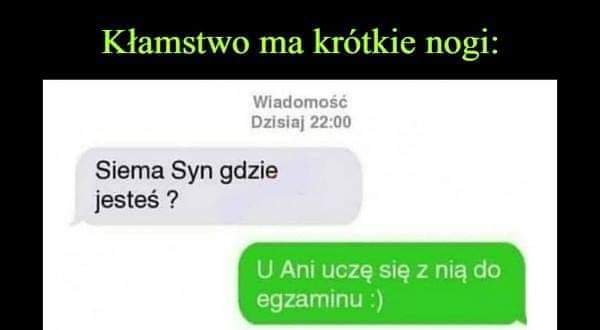 Kłamstwo ma krótkie nogi:
Wiadomość
Dzisiaj 22:00
Siema Syn gdzie
jesteś ?
U Ani uczę się z nią do
egzaminu :)